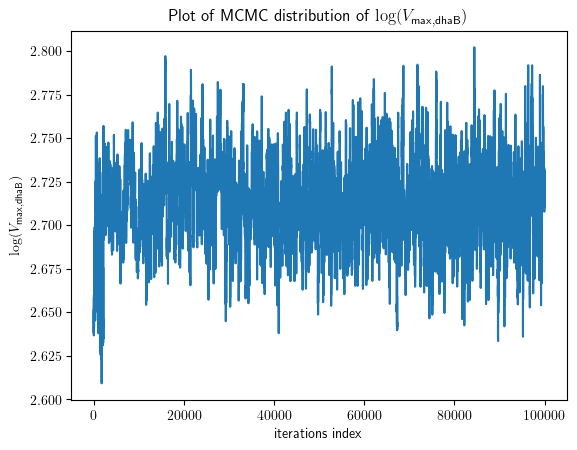 Plot of MCMC distribution of log(V_max,dhaB)
log(V_max,dhaB)
2.800
2.775
2.750
2.725
2.700
2.675
2.650
2.625
2.600
0 20000 40000 60000 80000 100000
iterations index